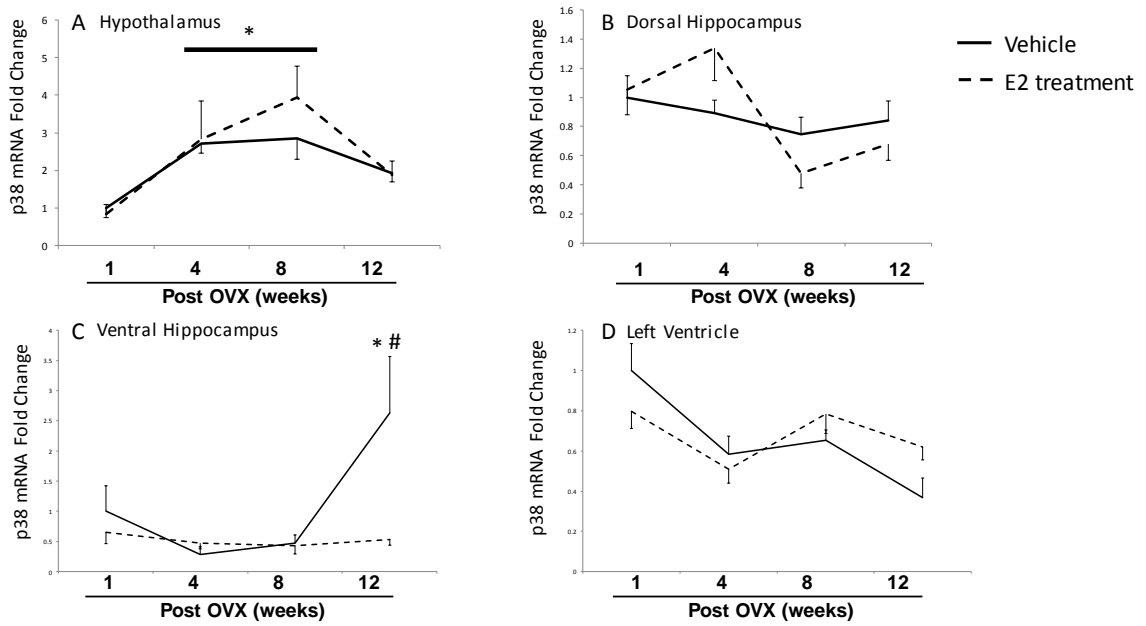 A Hypothalamus
*
p38 mRNA Fold Change
6
5
4
3
2
1
0
1 4 8 12
Post OVX (weeks)
B Dorsal Hippocampus
p38 mRNA Fold Change
1.6
1.4
1.2
1
0.8
0.6
0.4
0.2
0
1 4 8 12
Post OVX (weeks)
Vehicle
E2 treatment
C Ventral Hippocampus
* #
p38 mRNA Fold Change
4
3.5
3
2.5
2
1.5
1
0.5
0
1 4 8 12
Post OVX (weeks)
D Left Ventricle
p38 mRNA Fold Change
1.2
1
0.8
0.6
0.4
0.2
0
1 4 8 12
Post OVX (weeks)